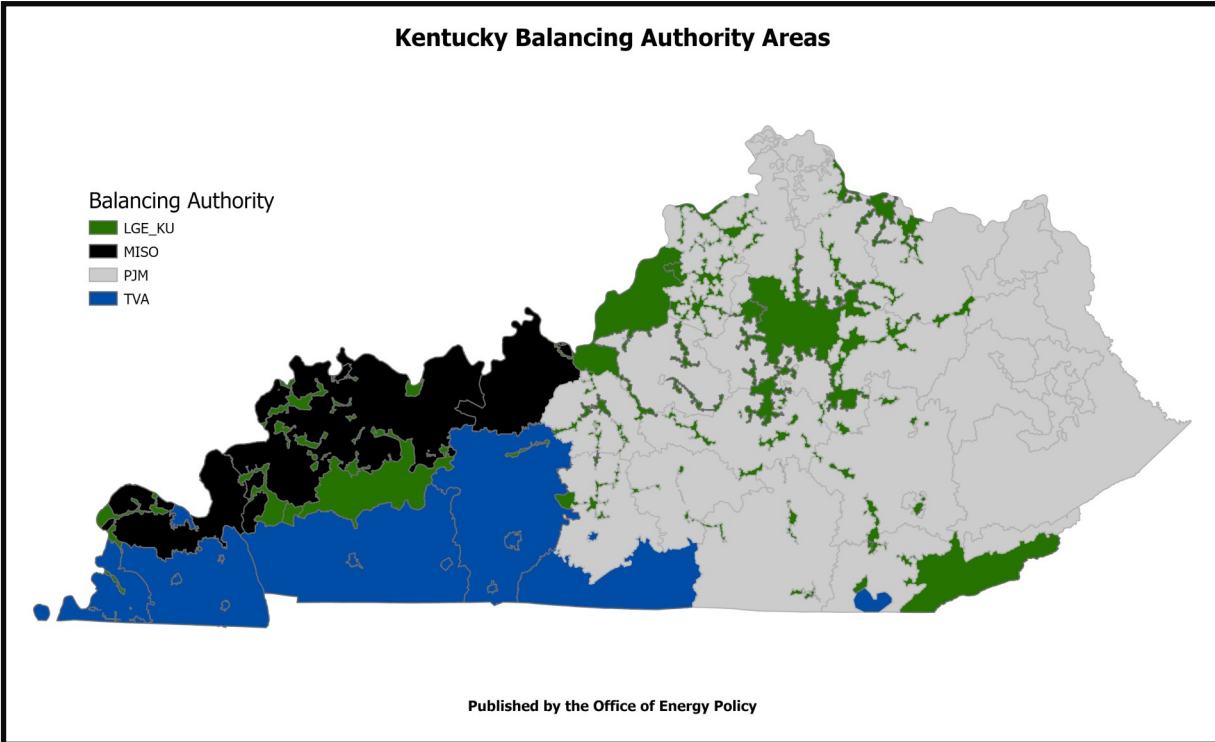 Kentucky Balancing Authority Areas
Balancing Authority
LGE_KU
MISO
PJM
TVA
Published by the Office of Energy Policy